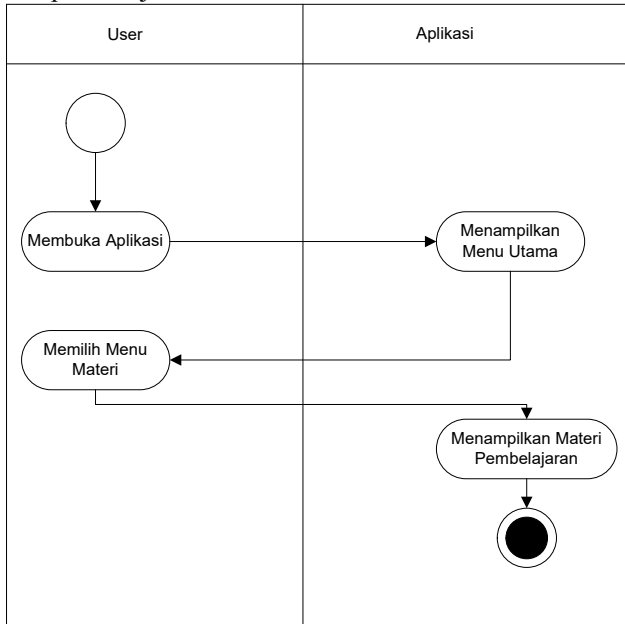 User
Aplikasi
Membuka Aplikasi
Menampilkan
Menu Utama
Memilih Menu
Materi
Menampilkan Materi
Pembelajaran